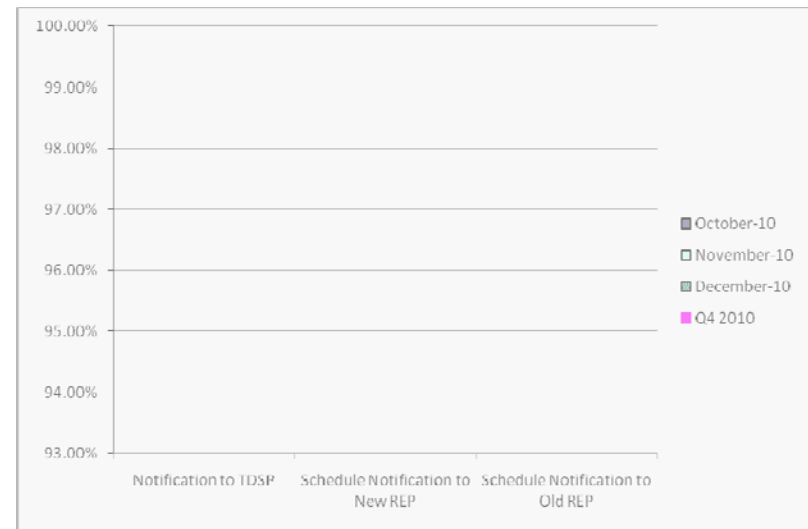 100.00%
99.00%
98.00%
97.00%
96.00%
95.00%
94.00%
93.00%
Notification to TDSP
Schedule Notification to
New REP
Schedule Notification to
Old REP
October-10
November-10
December-10
Q4 2010